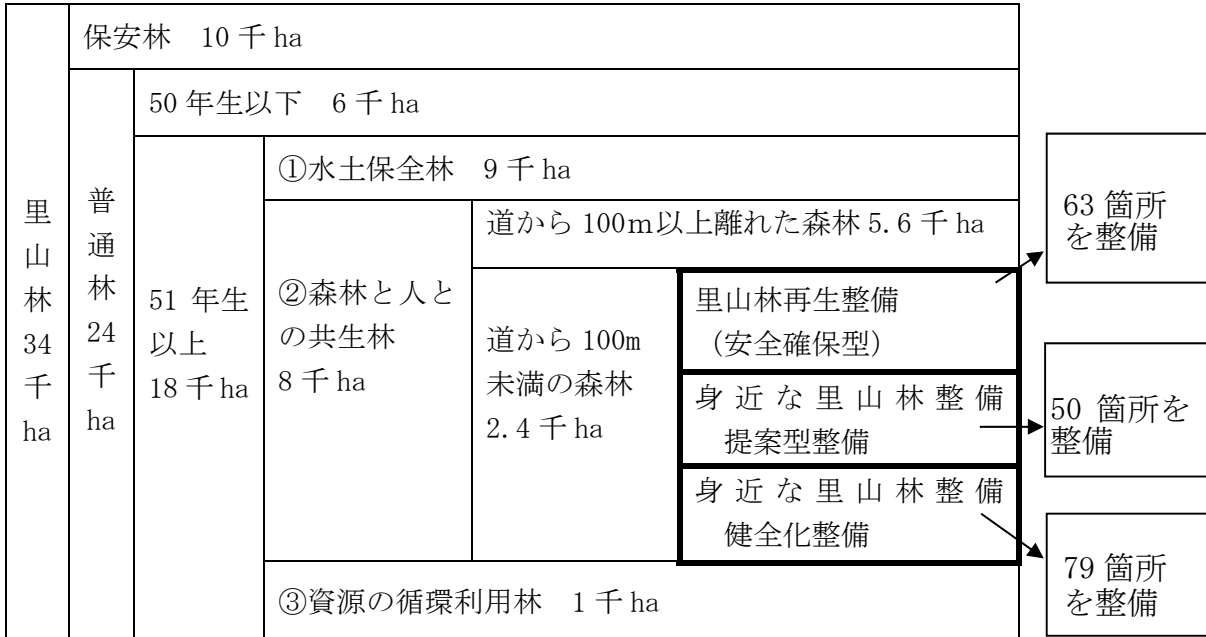 保安林 10千ha
50年生以下 6千ha
①水土保全林 9千ha
里
山
林
34
千
ha
普
通
林
24
千
ha
51 年生
以上
18千ha
②森林と人と
の共生林
8千ha
道から100m以上離れた森林5.6千ha
道から100m
未満の森林
2.4千ha
里山林再生整備
(安全確保型)
身近な里山林整備
提案型整備
身近な里山林整備
健全化整備
③資源の循環利用林 1千ha
63箇所
を整備
50 箇所を
整備
79箇所
を整備